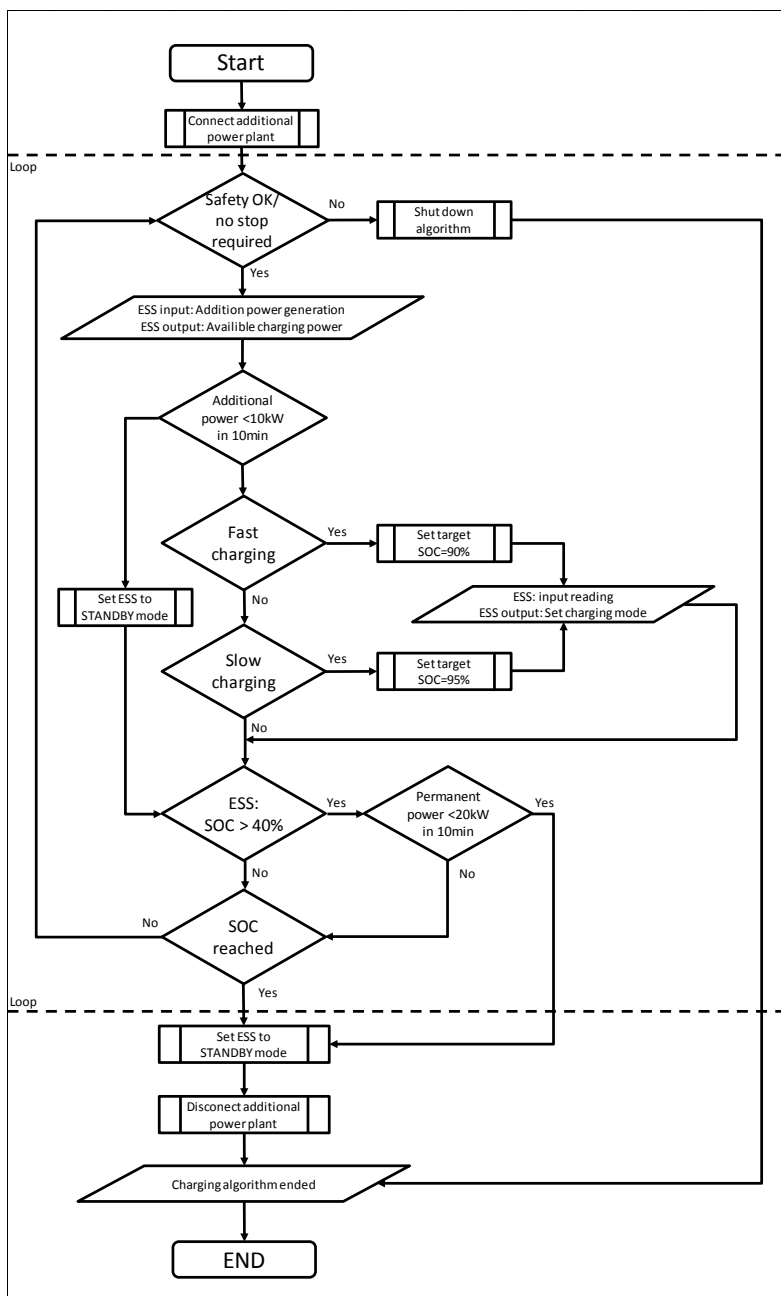 Start
Connect additional
power plant
Loop
Safety OK/
no stop
required
No
Shut down
algorithm
Yes
ESS input: Addition power generation
ESS output: Availible charging power
Additional
power <10kW
in 10min
Fast
charging
Yes
Set target
SOC=90%
Set ESS to
STANDBY mode
No
ESS: input reading
ESS output: Set charging mode
Slow
charging
Yes
Set target
SOC=95%
No
ESS:
SOC > 40%
Yes
Permanent
power <20kW
in 10min
Yes
No
No
No
SOC
reached
Yes
Loop
Set ESS to
STANDBY mode
Disconect additional
power plant
Charging algorithm ended
END